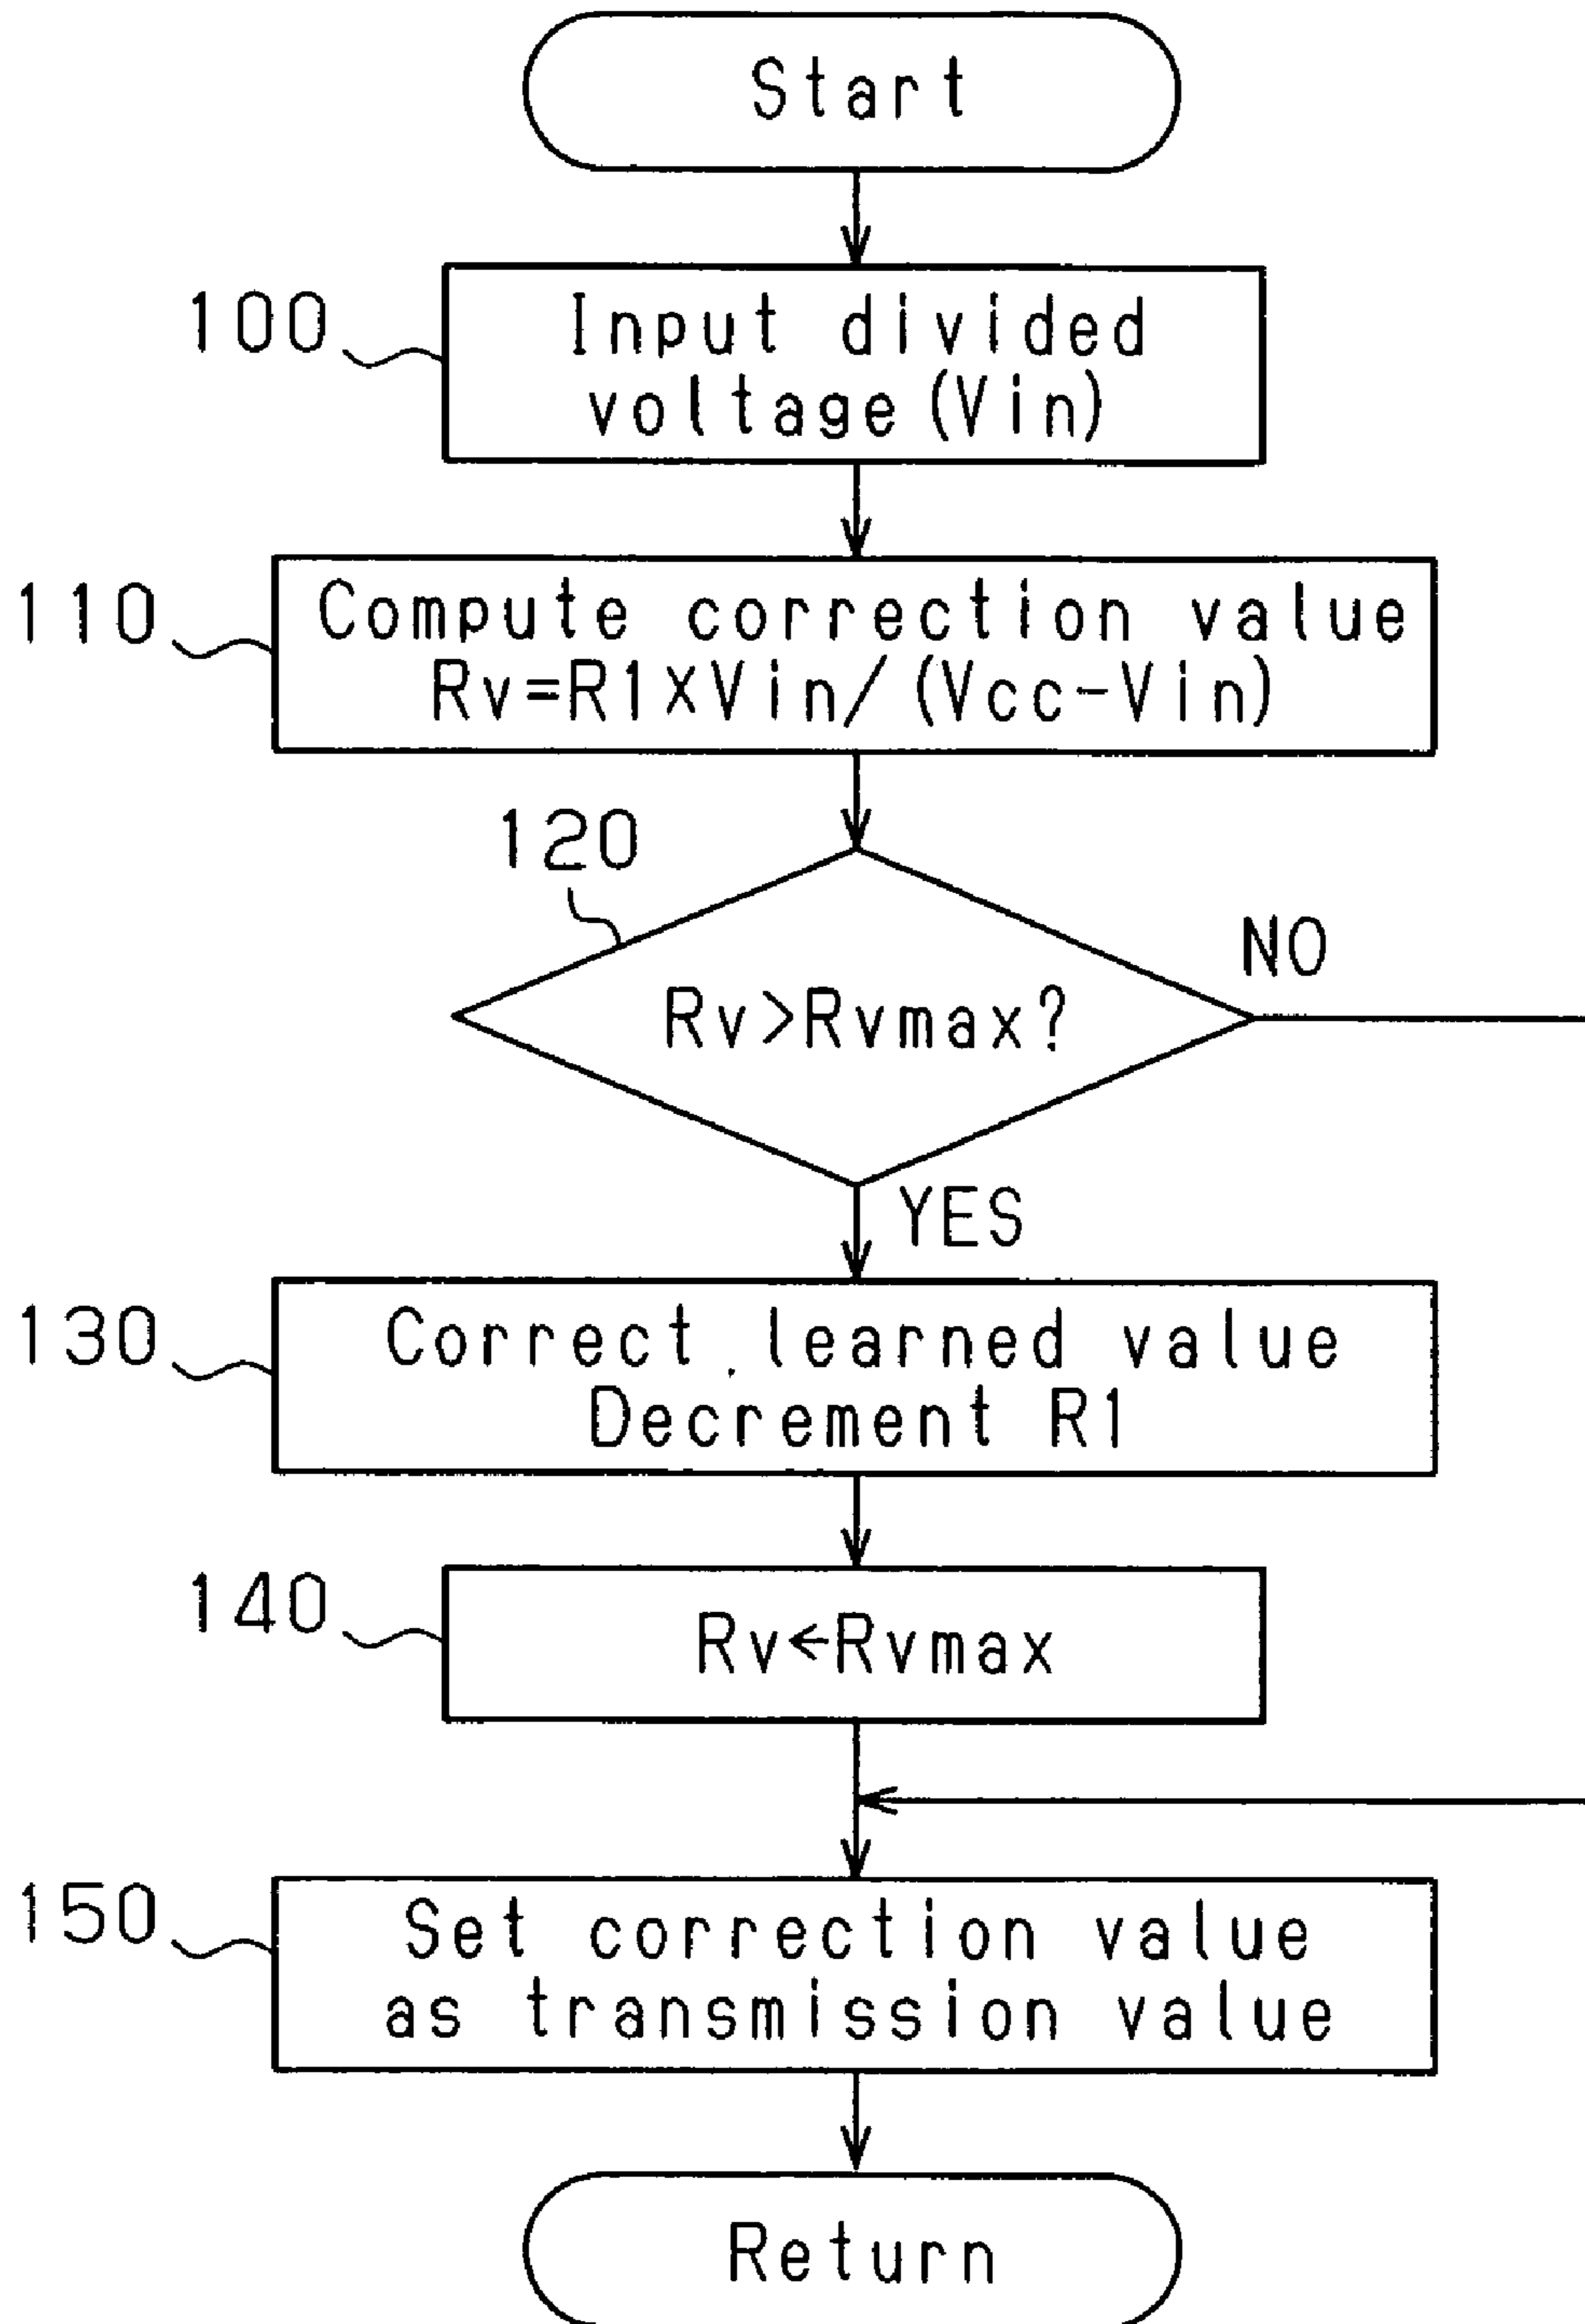 Start
100
Input divided
voltage(Vin)
110
Compute correction value
Rv=R1×Vin/(Vcc-Vin)
120
NO
Rv>Rvmax?
YES
130
Correct learned value
Decrement R1
140
Rv←Rvmax
150
Set correction value
as transmission value
Return